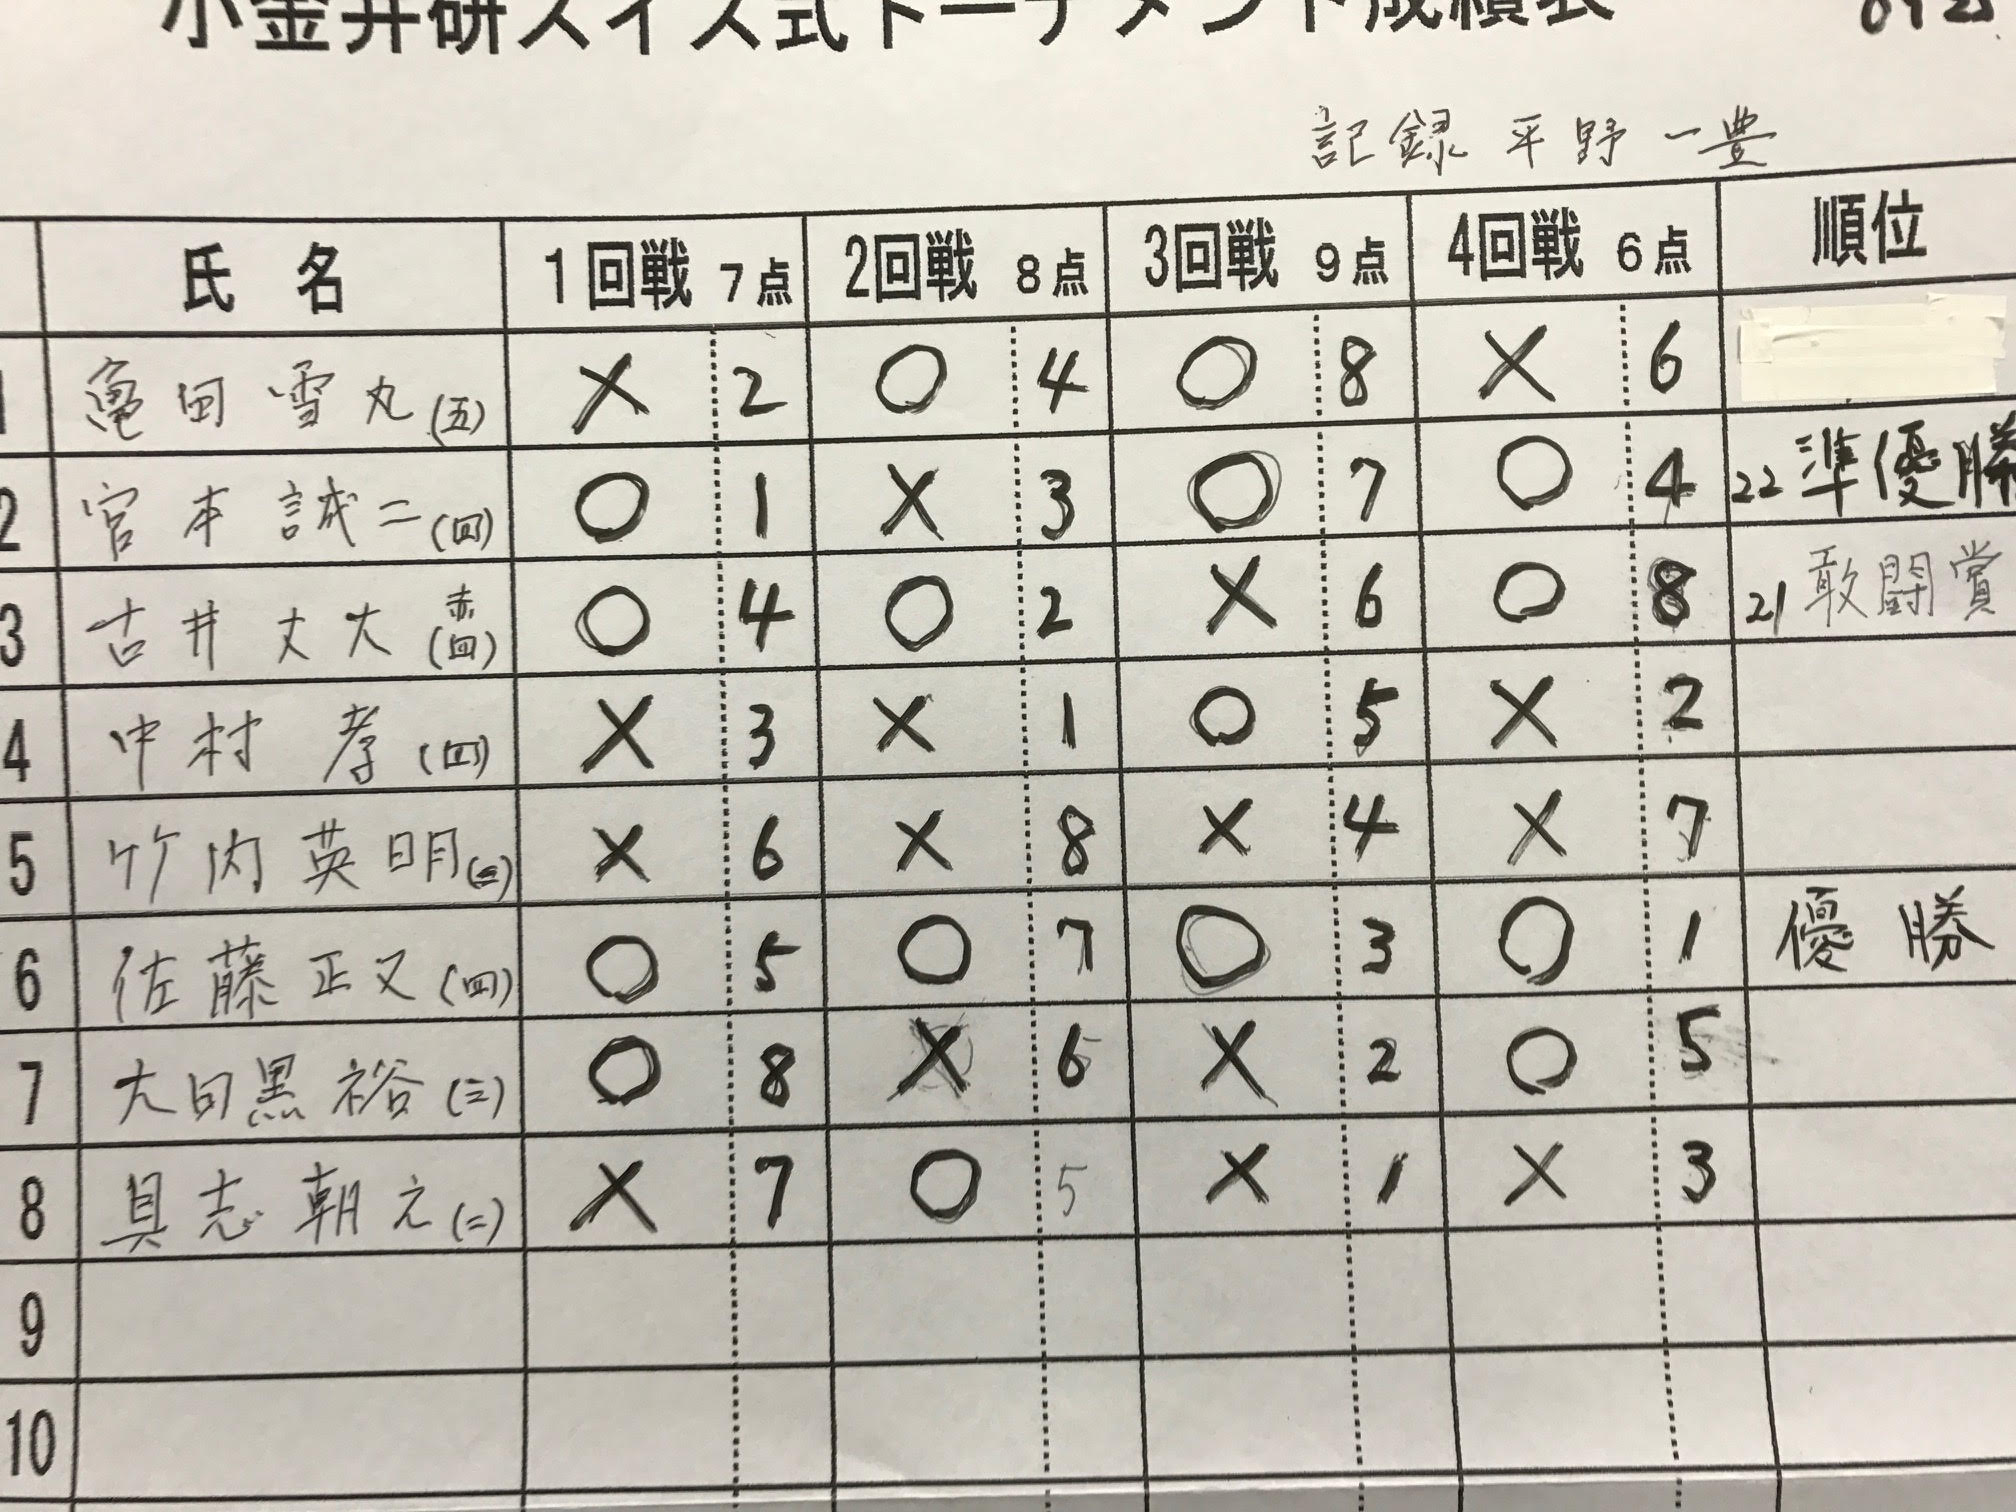 小金井研スイス式トーナメント成績表
記録 平野 一豊
氏 名 1回戦 7点 2回戦 8点 3回戦 9点 4回戦 6点 順位
1 亀田雪丸(五) × 2 ○ 4 ○ 8 × 6
2 宮本誠二(四) ○ 1 × 3 ○ 7 ○ 4 22 準優勝
3 古井丈大 赤(四) ○ 4 ○ 2 × 6 ○ 8 21 敢闘賞
4 中村 孝(四) × 3 × 1 ○ 5 × 2
5 竹内英明(三) × 6 × 8 × 4 × 7
6 佐藤正又(四) ○ 5 ○ 7 ○ 3 ○ 1 優勝
7 大目黒裕(三) ○ 8 × 6 × 2 ○ 5
8 具志朝元(二) × 7 ○ 5 × 1 × 3
9
10